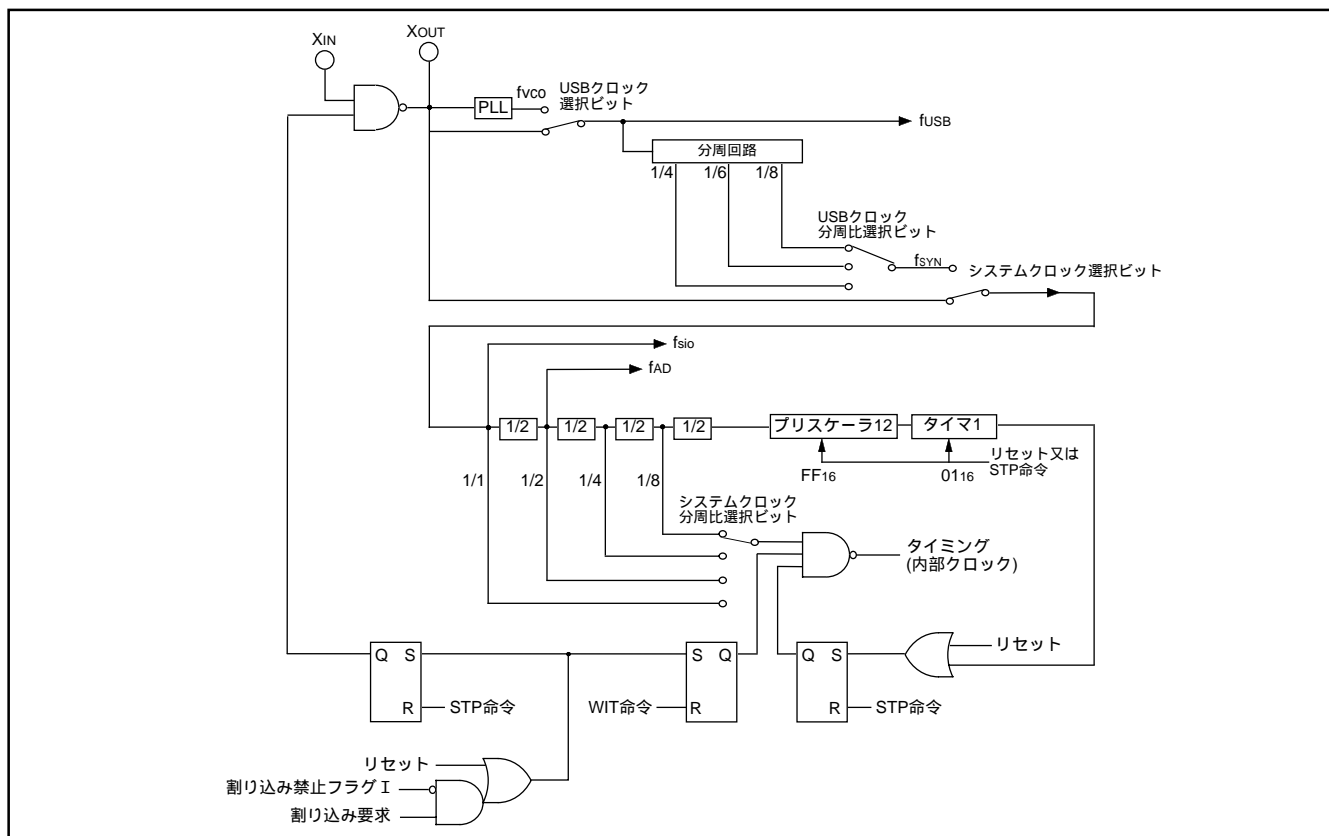 XIN
XOUT
PLL
fVCO
USBクロック
選択ビット
fUSB
分周回路
1/4
1/6
1/8
USBクロック
分周比選択ビット
fSYN
システムクロック選択ビット
fsio
fAD
1/2
1/2
1/2
1/2
プリスケーラ12
タイマ1
リセット又は
STP命令
FF16
0116
1/1
1/2
1/4
1/8
システムクロック
分周比選択ビット
タイミング
(内部クロック)
Q S
R
STP命令
S Q
R
WIT命令
Q S
R
STP命令
リセット
リセット
割り込み禁止フラグI
割り込み要求